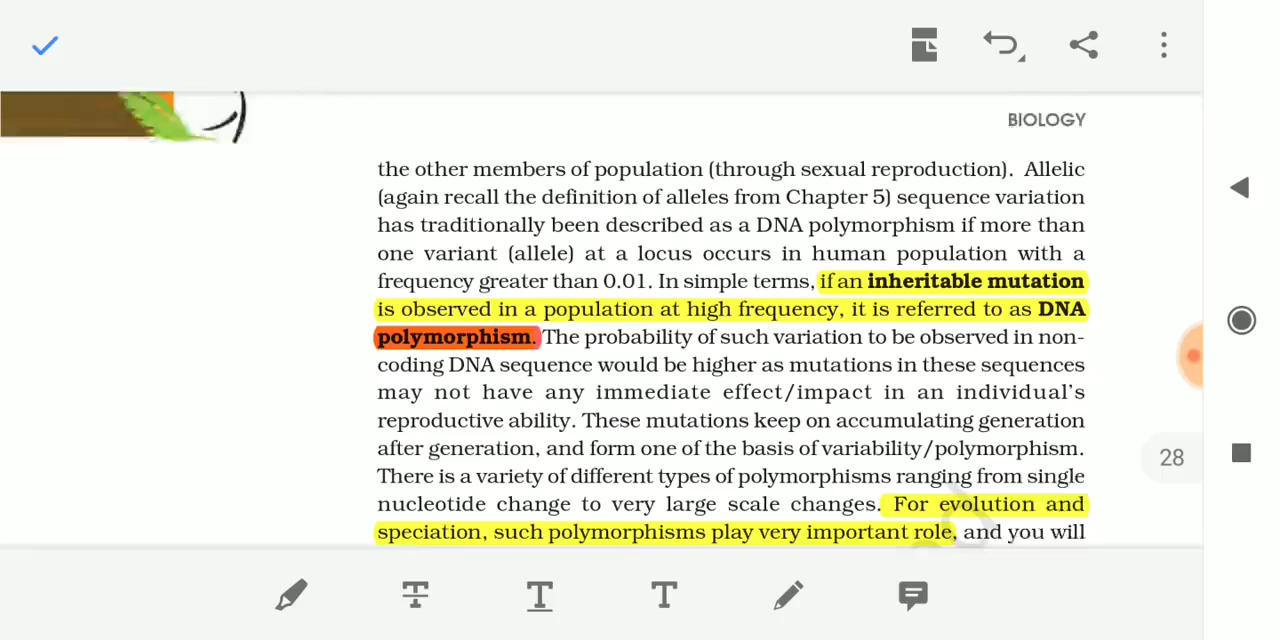 BIOLOGY
the other members of population (through sexual reproduction). Allelic
(again recall the definition of alleles from Chapter 5) sequence variation
has traditionally been described as a DNA polymorphism if more than
one variant (allele) at a locus occurs in human population with a
frequency greater than 0.01. In simple terms, if an inheritable mutation
is observed in a population at high frequency, it is referred to as DNA
polymorphism. The probability of such variation to be observed in non-
coding DNA sequence would be higher as mutations in these sequences
may not have any immediate effect/impact in an individual's
reproductive ability. These mutations keep on accumulating generation
after generation, and form one of the basis of variability/polymorphism.
There is a variety of different types of polymorphisms ranging from single
nucleotide change to very large scale changes. For evolution and
speciation, such polymorphisms play very important role, and you will
28